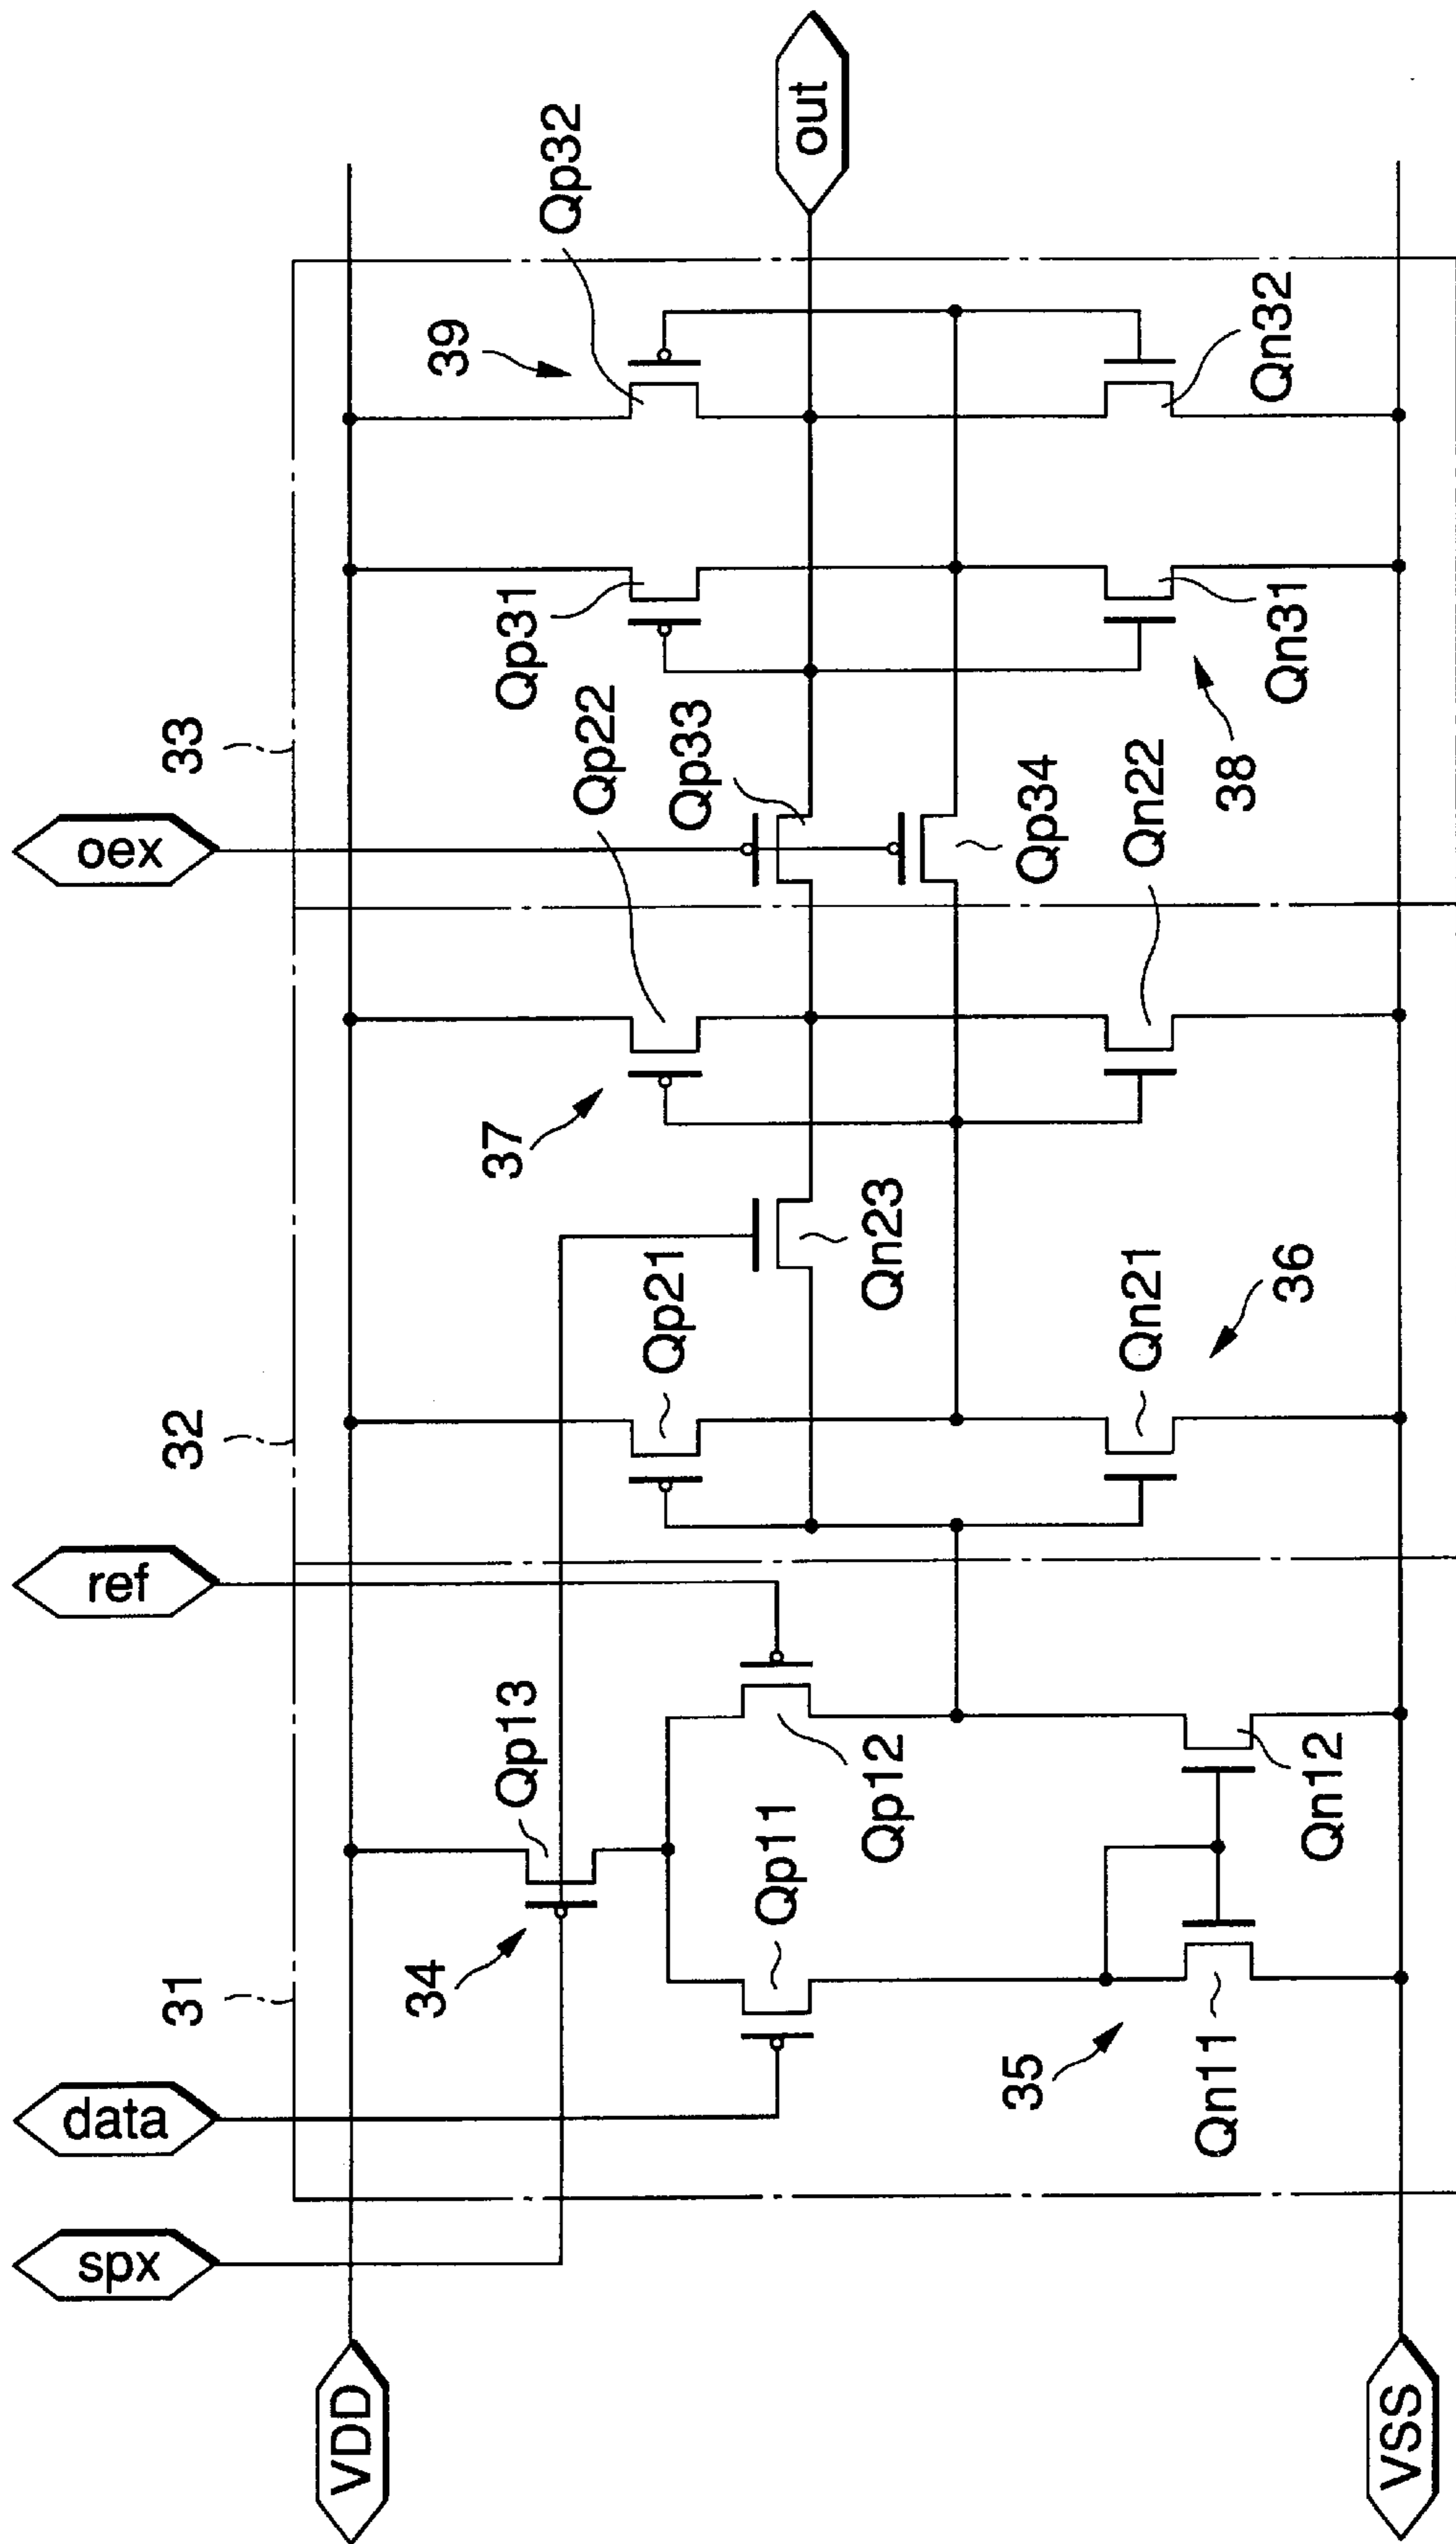 spx
data
ref
oex
31
32
33
VDD
34
Qp13
Qp11
Qp12
35
Qn11
Qn12
Qp21
Qn23
Qn21
36
37
Qp22
Qn22
Qp33
Qp34
Qp31
Qn31
38
39
Qp32
Qn32
out
VSS